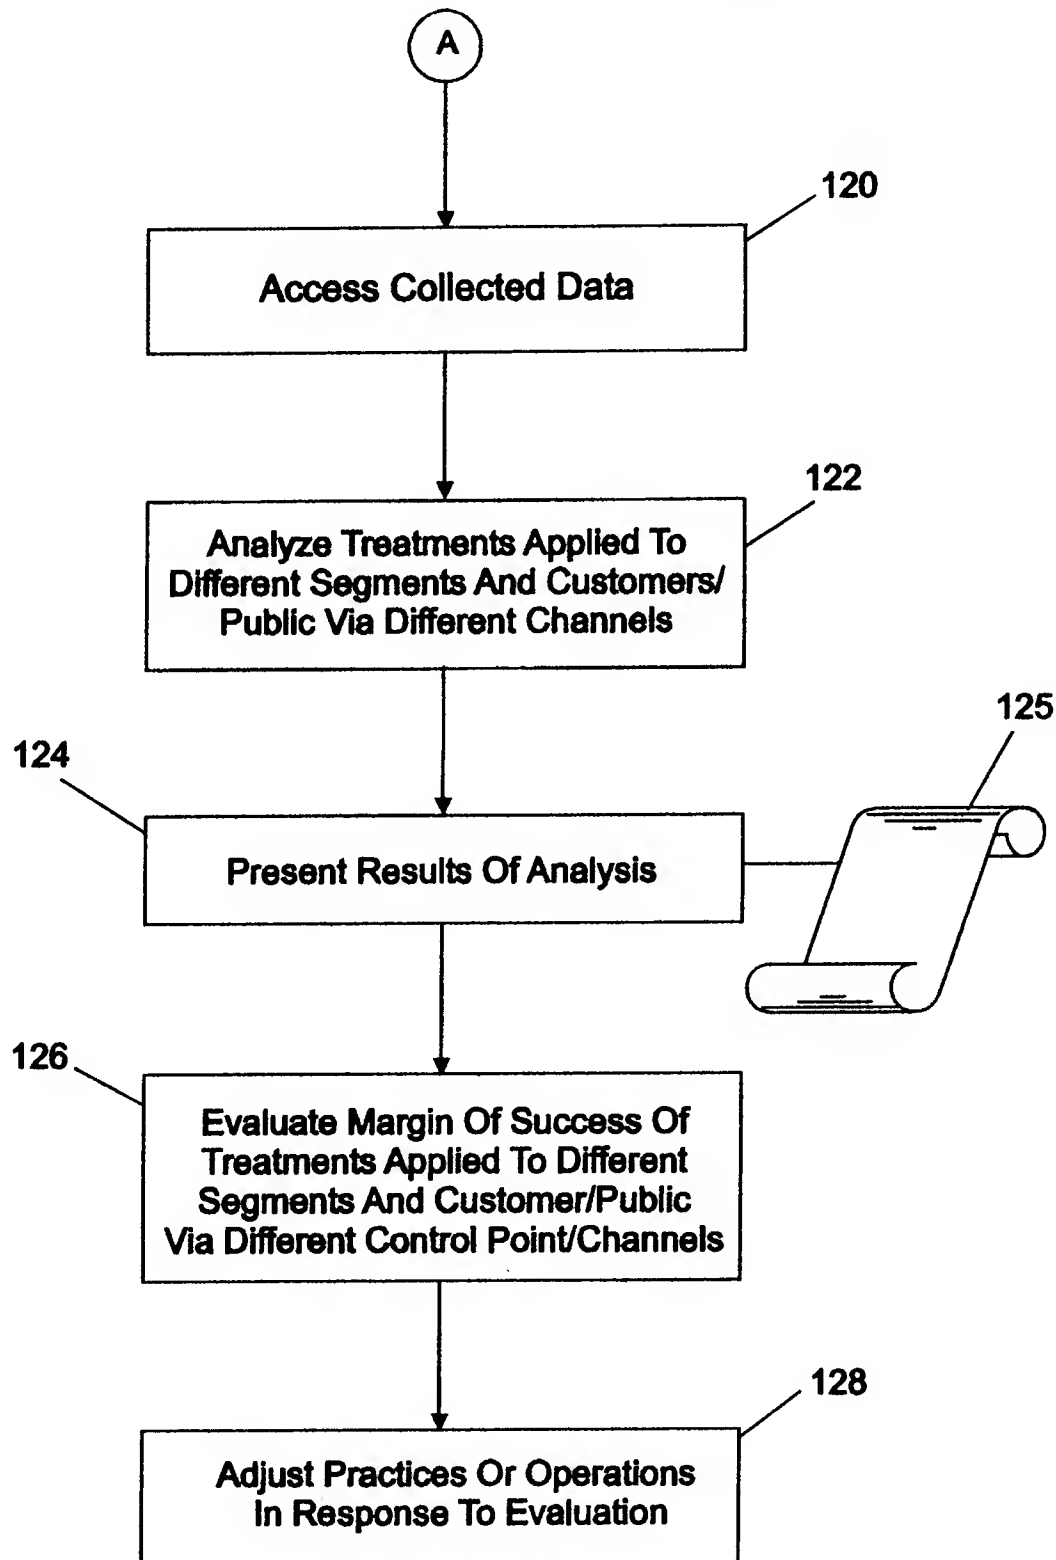 A
120
Access Collected Data
122
Analyze Treatments Applied To
Different Segments And Customers/
Public Via Different Channels
125
124
Present Results Of Analysis
126
Evaluate Margin Of Success Of
Treatments Applied To Different
Segments And Customer/Public
Via Different Control Point/Channels
128
Adjust Practices Or Operations
In Response To Evaluation